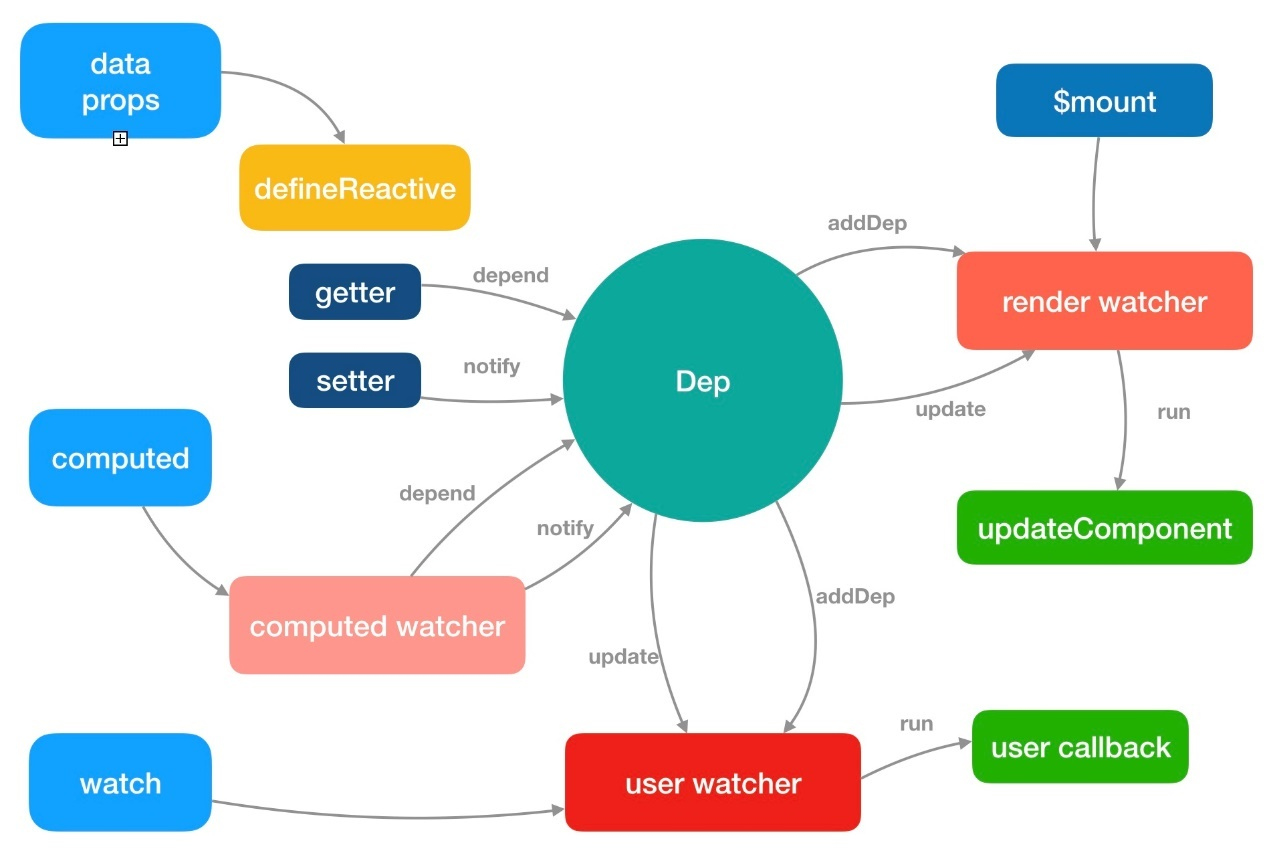 data
props
$mount
defineReactive
addDep
getter
depend
render watcher
setter
notify
Dep
update
run
computed
depend
notify
updateComponent
computed watcher
addDep
update
watch
user watcher
run
user callback